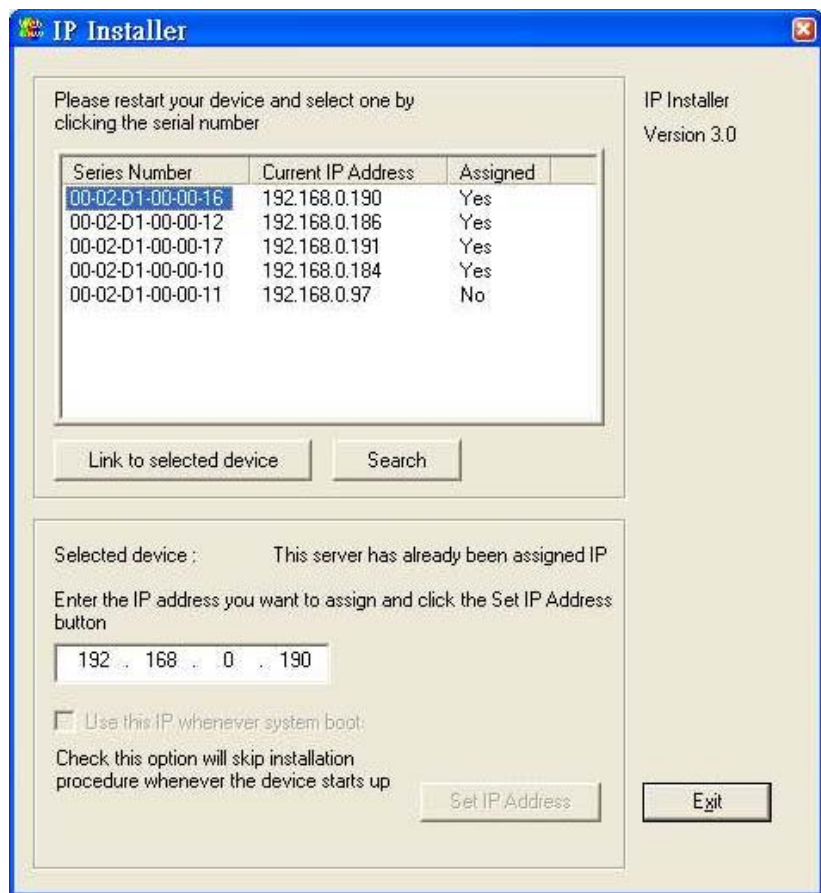 IP Installer
Please restart your device and select one by
clicking the serial number
IP Installer
Version 3.0
Series Number Current IP Address Assigned
00-02-D1-00-00-16 192.168.0.190 Yes
00-02-D1-00-00-12 192.168.0.186 Yes
00-02-D1-00-00-17 192.168.0.191 Yes
00-02-D1-00-00-10 192.168.0.184 Yes
00-02-D1-00-00-11 192.168.0.97 No
Link to selected device Search
Selected device : This server has already been assigned IP
Enter the IP address you want to assign and click the Set IP Address
button
192 . 168 . 0 . 190
Use this IP whenever system boot
Check this option will skip installation
procedure whenever the device starts up
Set IP Address
Exit